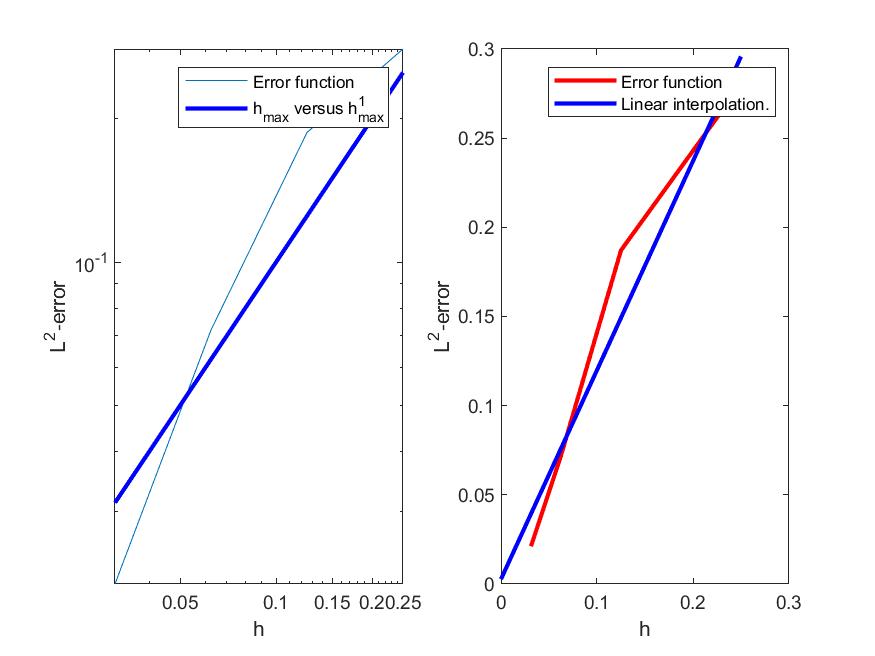 Error function
h_max versus h^1_max
10^-1
L^2-error
0.05 0.1 0.15 0.20 0.25
h
Error function
Linear interpolation.
0.3
0.25
0.2
0.15
0.1
0.05
0
L^2-error
0 0.1 0.2 0.3
h